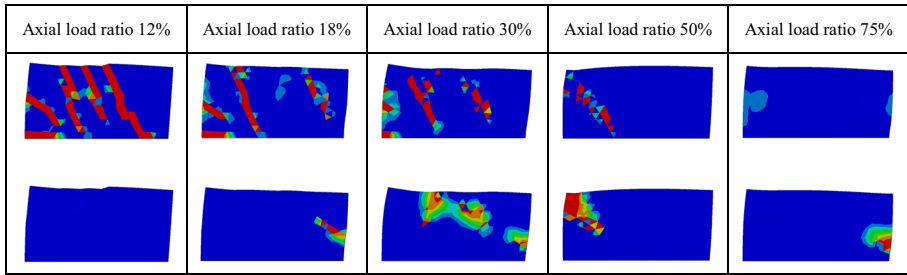 Axial load ratio 12%
Axial load ratio 18%
Axial load ratio 30%
Axial load ratio 50%
Axial load ratio 75%